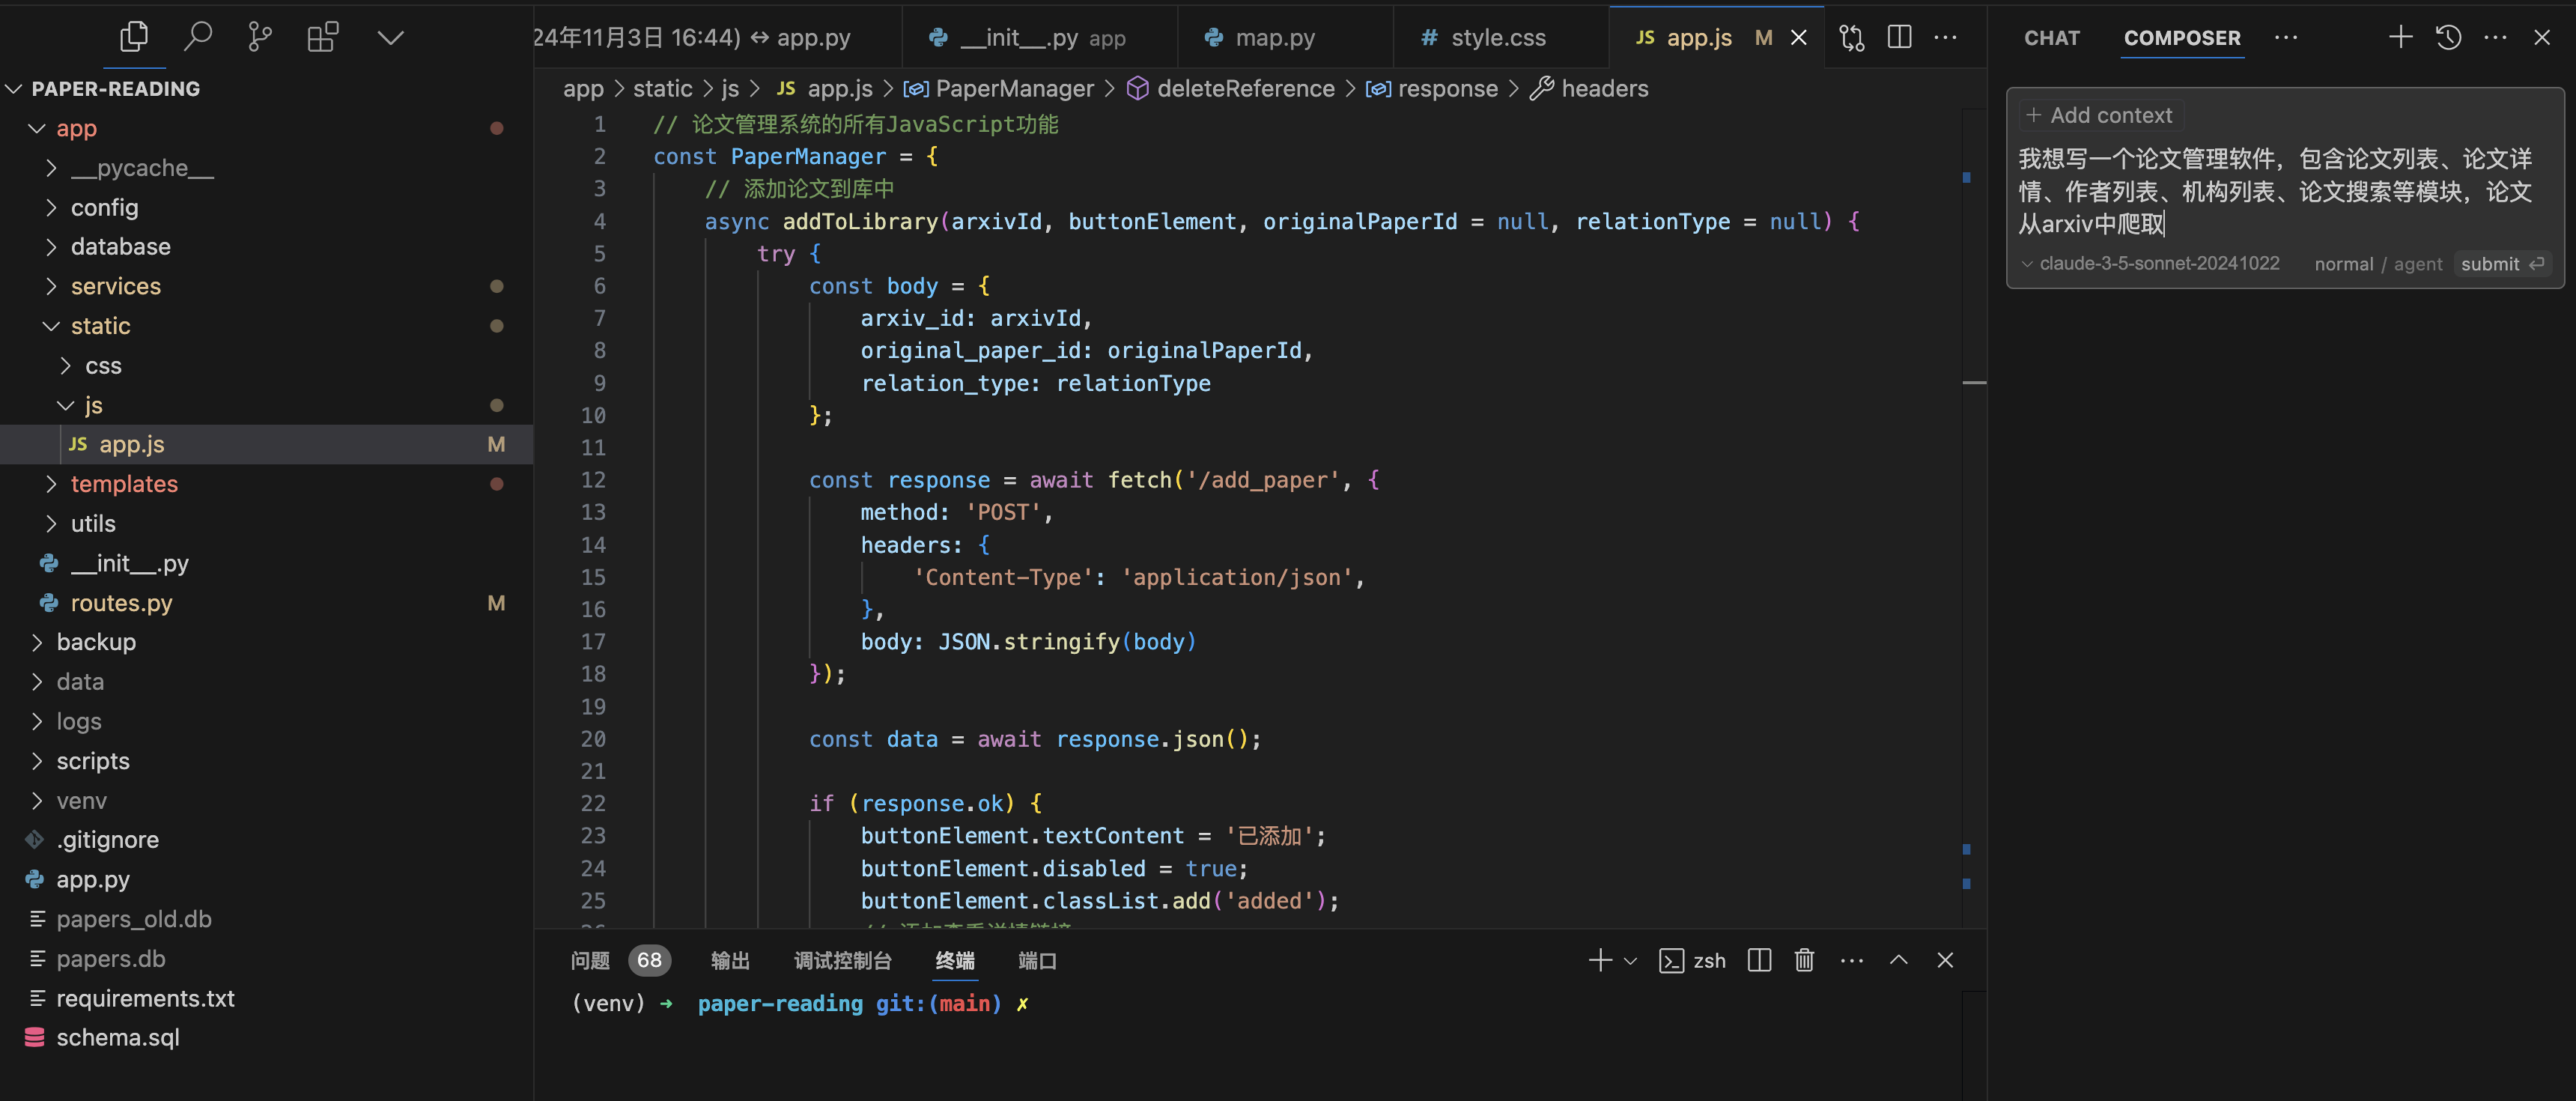 24年11月3日 16:44) ↔ app.py
__init__.py app
map.py
# style.css
JS app.js M
CHAT
COMPOSER
PAPER-READING
app
__pycache__
config
database
services
static
css
js
JS app.js M
templates
utils
__init__.py
routes.py M
backup
data
logs
scripts
venv
.gitignore
app.py
papers_old.db
papers.db
requirements.txt
schema.sql
app > static > js > JS app.js > PaperManager > deleteReference > response > headers
1 // 论文管理系统的所有JavaScript功能
2 const PaperManager = {
3 // 添加论文到库中
4 async addToLibrary(arxivId, buttonElement, originalPaperId = null, relationType = null) {
5 try {
6 const body = {
7 arxiv_id: arxivId,
8 original_paper_id: originalPaperId,
9 relation_type: relationType
10 };
11
12 const response = await fetch('/add_paper', {
13 method: 'POST',
14 headers: {
15 'Content-Type': 'application/json',
16 },
17 body: JSON.stringify(body)
18 });
19
20 const data = await response.json();
21
22 if (response.ok) {
23 buttonElement.textContent = '已添加';
24 buttonElement.disabled = true;
25 buttonElement.classList.add('added');
问题 68 输出 调试控制台 终端 端口
zsh
(venv) → paper-reading git:(main) ✗
+ Add context
我想写一个论文管理软件，包含论文列表、论文详
情、作者列表、机构列表、论文搜索等模块，论文
从arxiv中爬取
claude-3-5-sonnet-20241022 normal / agent submit